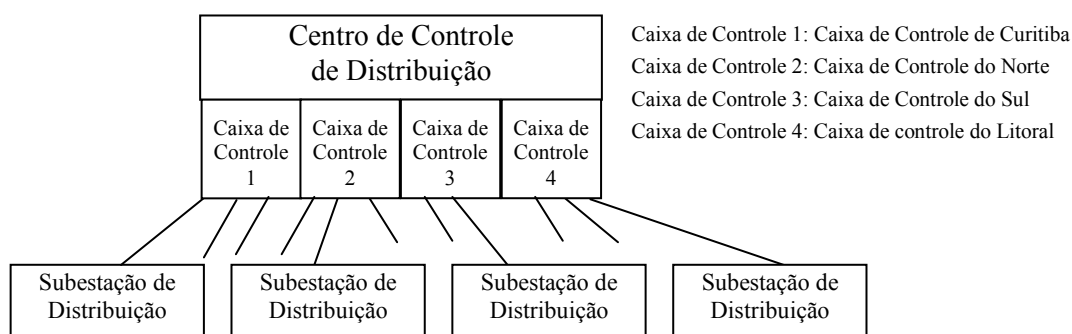 Centro de Controle
de Distribuição
Caixa de
Controle
1
Caixa de
Controle
2
Caixa de
Controle
3
Caixa de
Controle
4
Caixa de Controle 1: Caixa de Controle de Curitiba
Caixa de Controle 2: Caixa de Controle do Norte
Caixa de Controle 3: Caixa de Controle do Sul
Caixa de Controle 4: Caixa de controle do Litoral
Subestação de
Distribuição
Subestação de
Distribuição
Subestação de
Distribuição
Subestação de
Distribuição